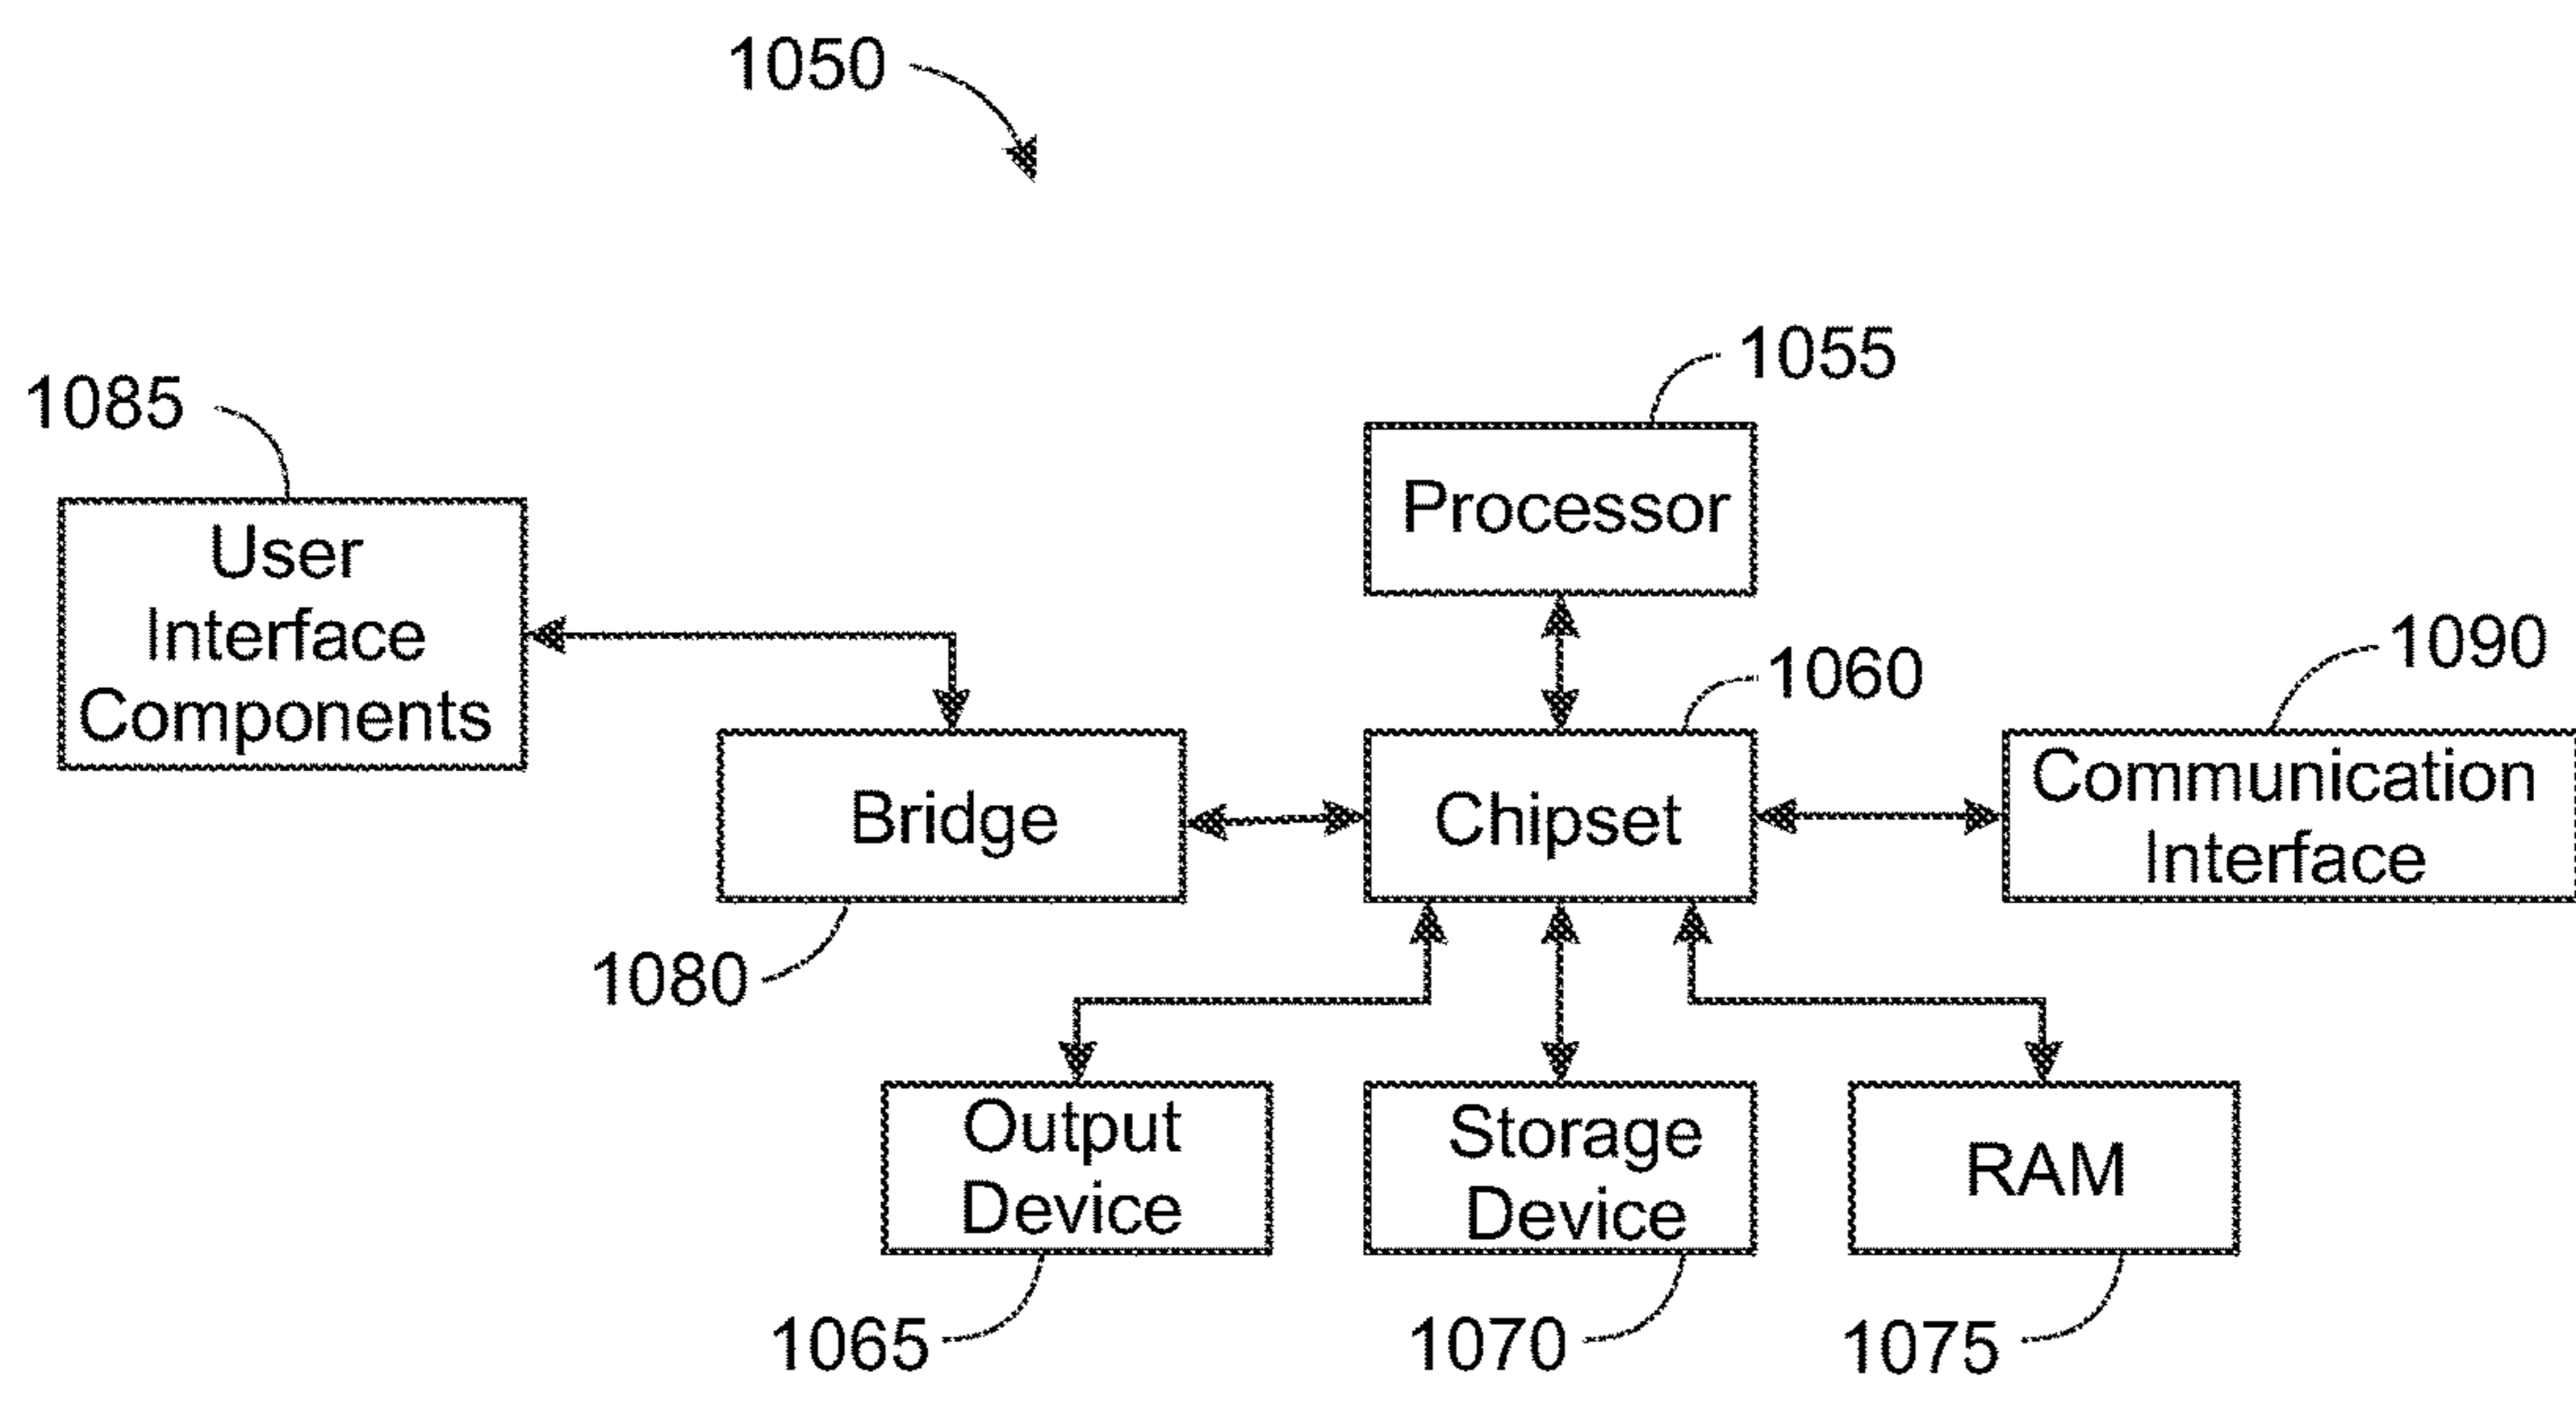 1050
1055
1085
Processor
User
Interface
Components
1060
1090
Bridge
Chipset
Communication
Interface
1080
Output
Device
Storage
Device
RAM
1065
1070
1075